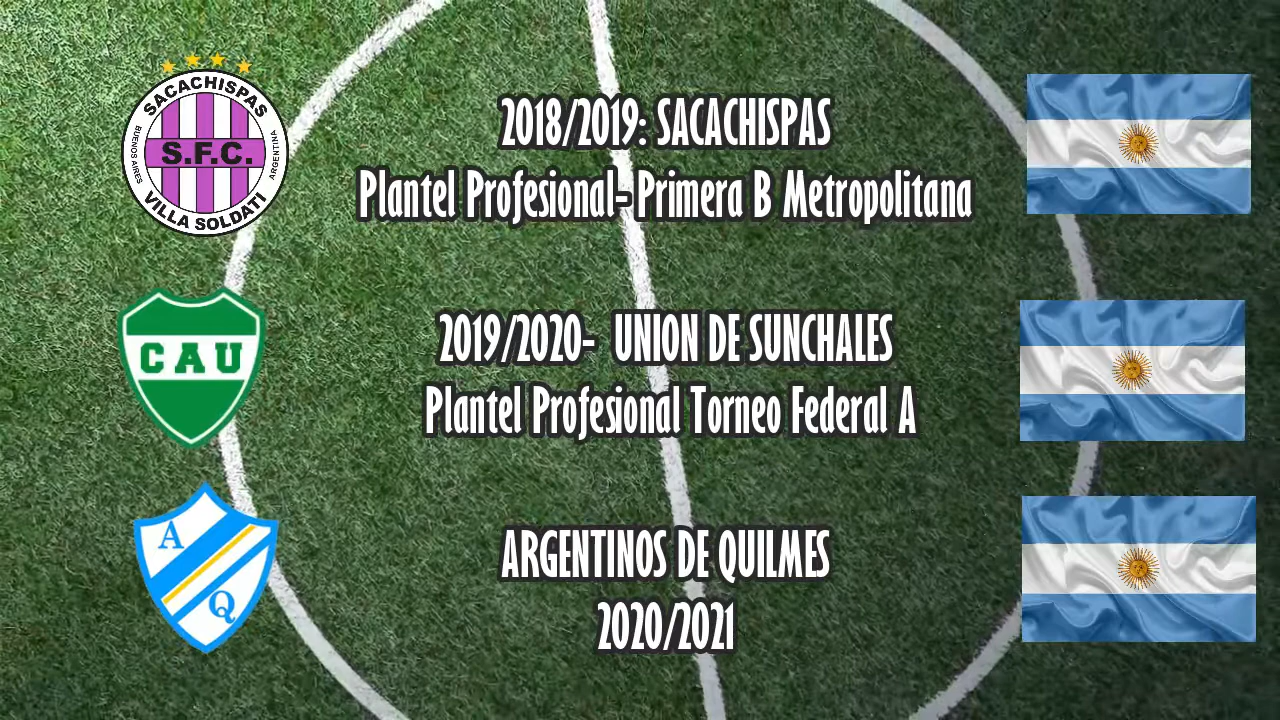 SACACHISPAS
BUENOS AIRES
S.F.C.
ARGENTINA
VILLA SOLDATI
2018/2019: SACACHISPAS
Plantel Profesional-Primera B Metropolitana
CAU
2019/2020- UNION DE SUNCHALES
Plantel Profesional Torneo Federal A
A
Q
ARGENTINOS DE QUILMES
2020/2021